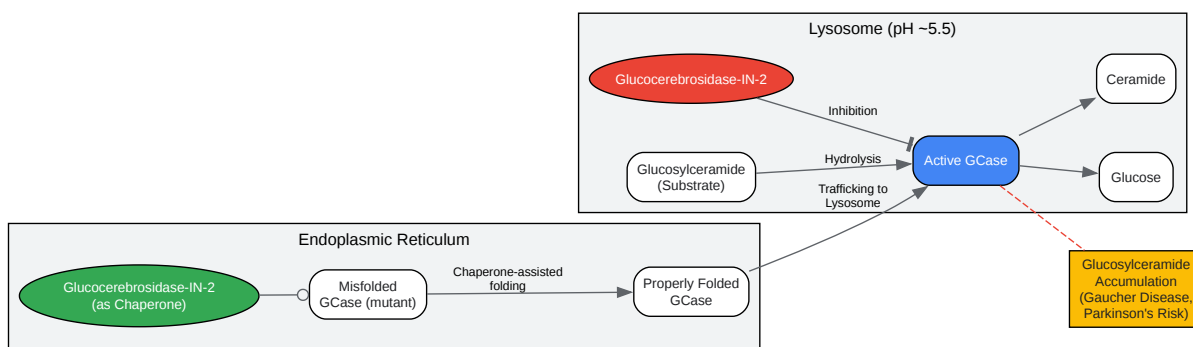 Lysosome (pH ~5.5)
Glucocerebrosidase-IN-2
Ceramide
Inhibition
Active GCase
Hydrolysis
Glucosylceramide
(Substrate)
Glucose
Trafficking to
Lysosome
Endoplasmic Reticulum
Glucocerebrosidase-IN-2
(as Chaperone)
Misfolded
GCase (mutant)
Chaperone-assisted
folding
Properly Folded
GCase
Glucosylceramide
Accumulation
(Gaucher Disease,
Parkinson's Risk)